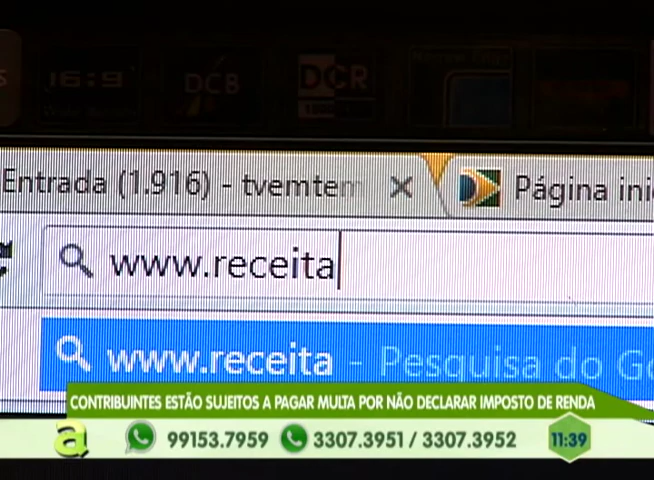 16:9
DCB
DCR
Entrada (1.916) - tvemtem
Página ini
www.receita
www.receita - Pesquisa do Go
CONTRIBUINTES ESTÃO SUJEITOS A PAGAR MULTA POR NÃO DECLARAR IMPOSTO DE RENDA
a 99153.7959 3307.3951 / 3307.3952 11:39